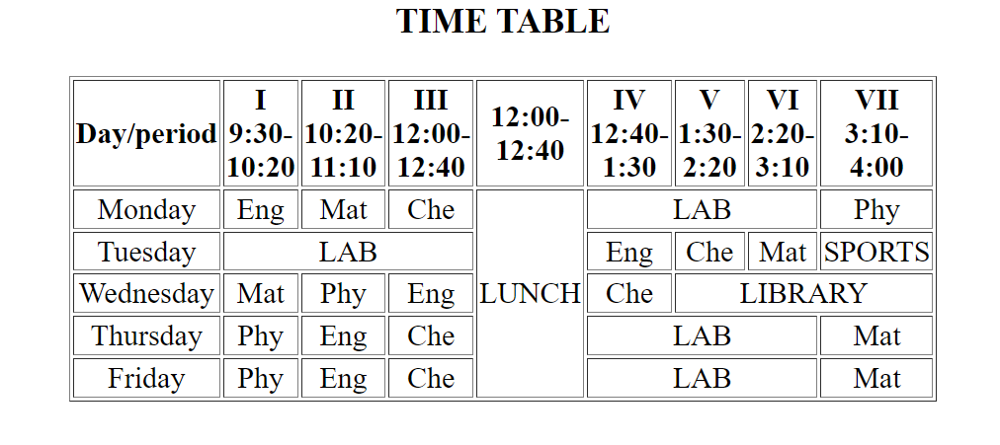 TIME TABLE
Day/period I 9:30-10:20 II 10:20-11:10 III 12:00-12:40 12:00-12:40 IV 12:40-1:30 V 1:30-2:20 VI 2:20-3:10 VII 3:10-4:00
Monday Eng Mat Che LUNCH LAB Phy
Tuesday LAB Eng Che Mat SPORTS
Wednesday Mat Phy Eng Che LIBRARY
Thursday Phy Eng Che LAB Mat
Friday Phy Eng Che LAB Mat